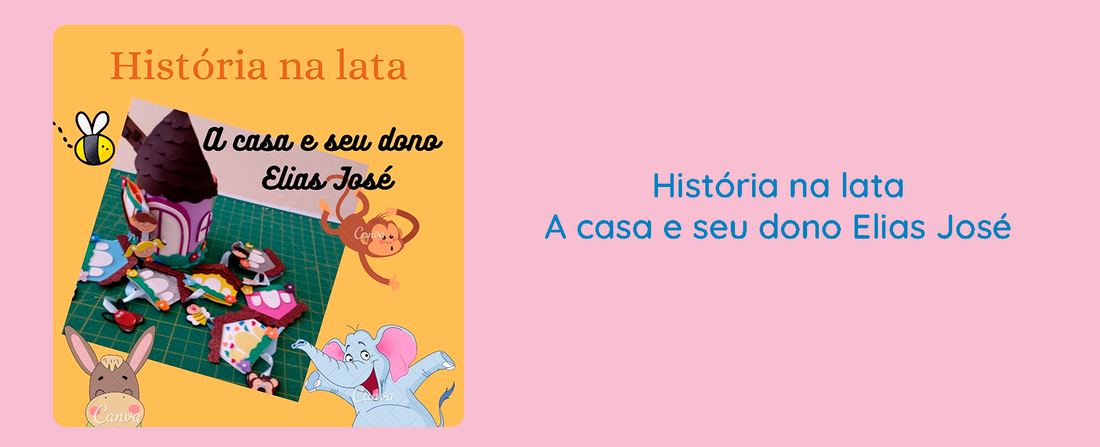 História na lata
A casa e seu dono
Elias José
Canva
Canva
Canva
História na lata
A casa e seu dono Elias José